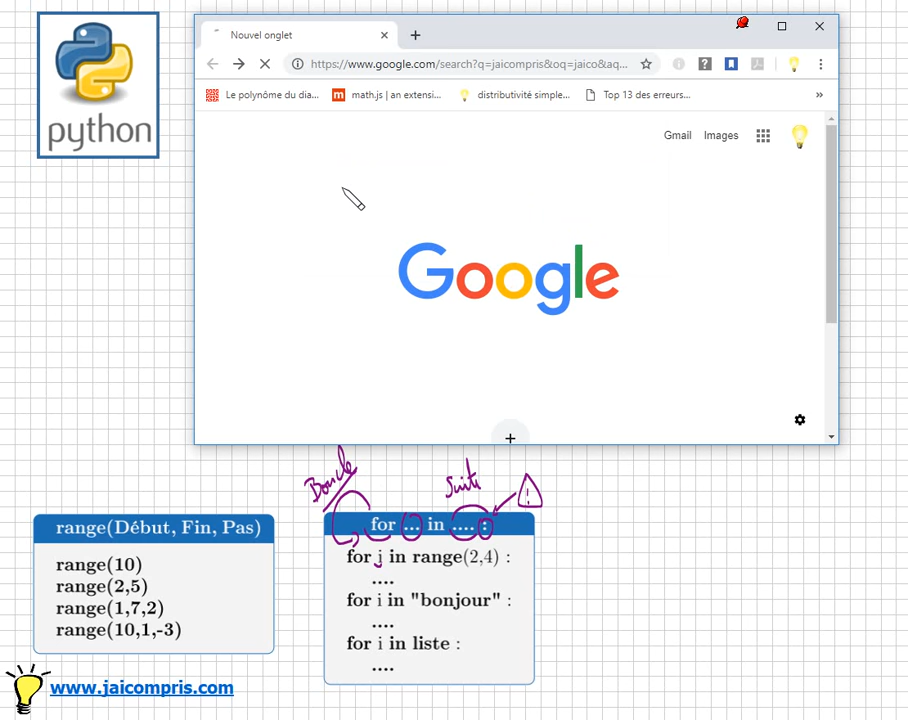 python
Nouvel onglet
https://www.google.com/search?q=jaicompris&oq=jaico&aq...
Le polynôme du dia...
math.js | an extensi...
distributivité simple...
Top 13 des erreurs...
»
Gmail
Images
Google
Boucle
Suite
!
range(Début, Fin, Pas)
range(10)
range(2,5)
range(1,7,2)
range(10,1,-3)
for ... in .... :
for j in range(2,4) :
....
for i in "bonjour" :
....
for i in liste :
....
www.jaicompris.com